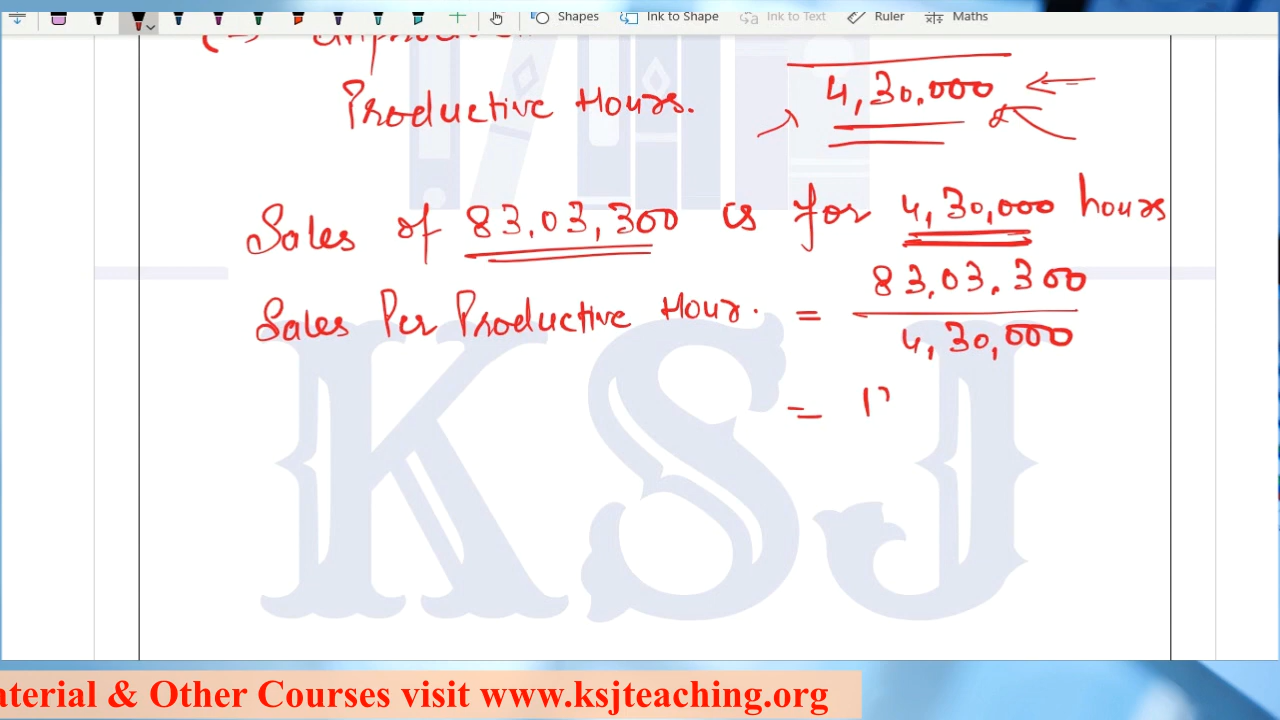 Shapes Ink to Shape Ink to Text Ruler Maths
4,30,000
Productive Hours.
Sales of 83,03,300 is for 4,30,000 hours
83,03,300
Sales Per Productive Hour. =
4,30,000
= 1
KSJ
aterial & Other Courses visit www.ksjteaching.org